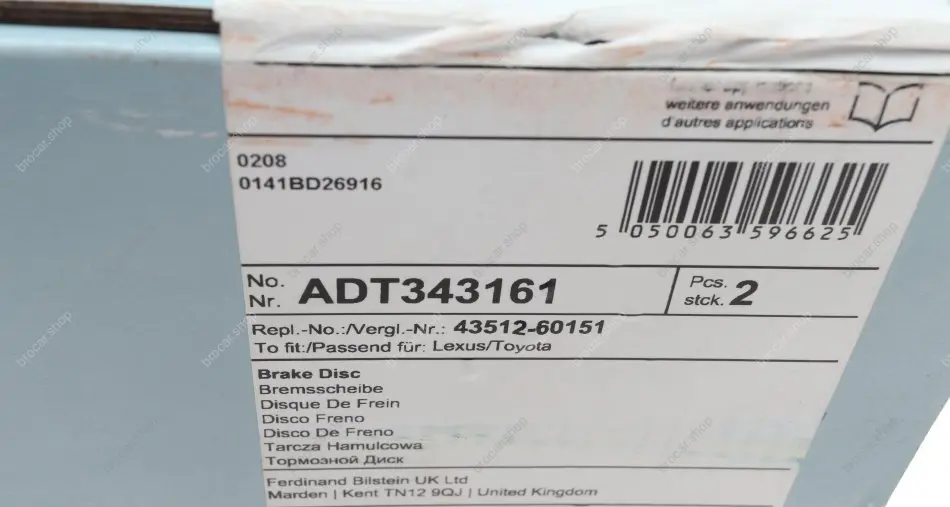 weitere anwendungen
d'autres applications
0208
0141BD26916
5 050063 596625
No.
Nr. ADT343161
Pcs.
stck. 2
Repl.-No.:/Vergl.-Nr.: 43512-60151
To fit:/Passend für: Lexus/Toyota
Brake Disc
Bremsscheibe
Disque De Frein
Disco Freno
Disco De Freno
Tarcza Hamulcowa
Тормозной Диск
Ferdinand Bilstein UK Ltd
Marden | Kent TN12 9QJ | United Kingdom
brocar.shop